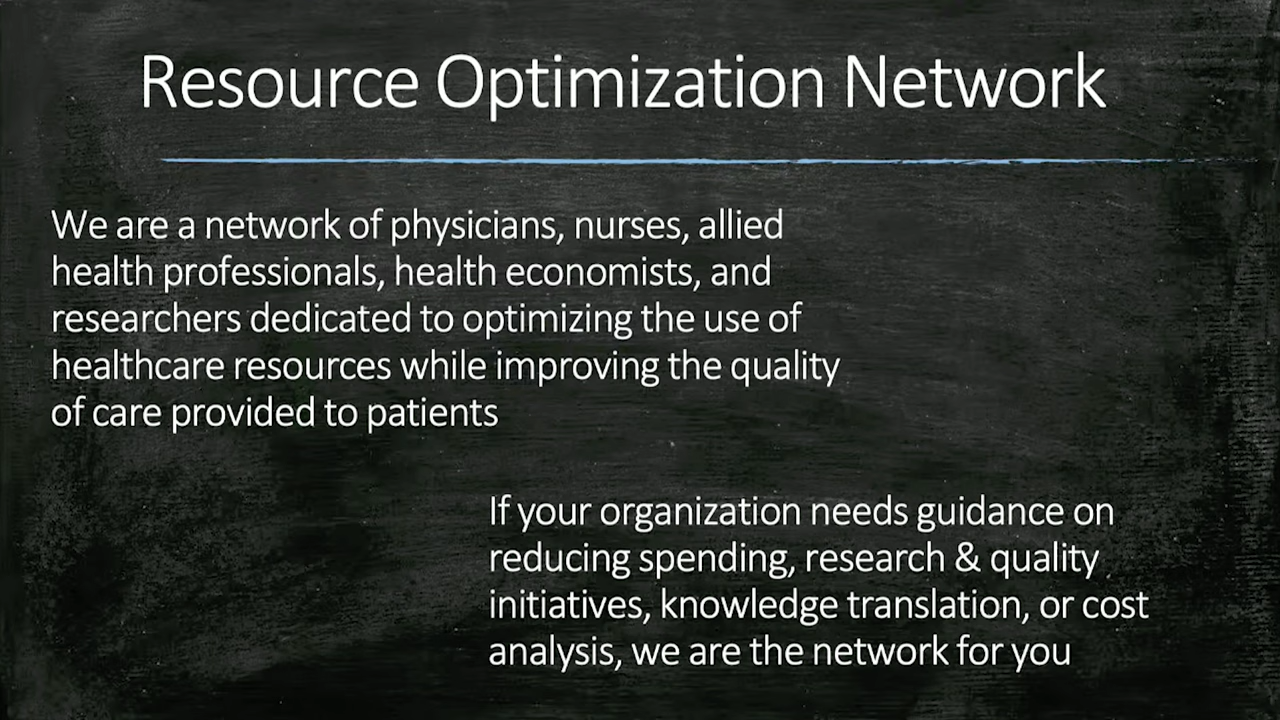 Resource Optimization Network
We are a network of physicians, nurses, allied
health professionals, health economists, and
researchers dedicated to optimizing the use of
healthcare resources while improving the quality
of care provided to patients
If your organization needs guidance on
reducing spending, research & quality
initiatives, knowledge translation, or cost
analysis, we are the network for you